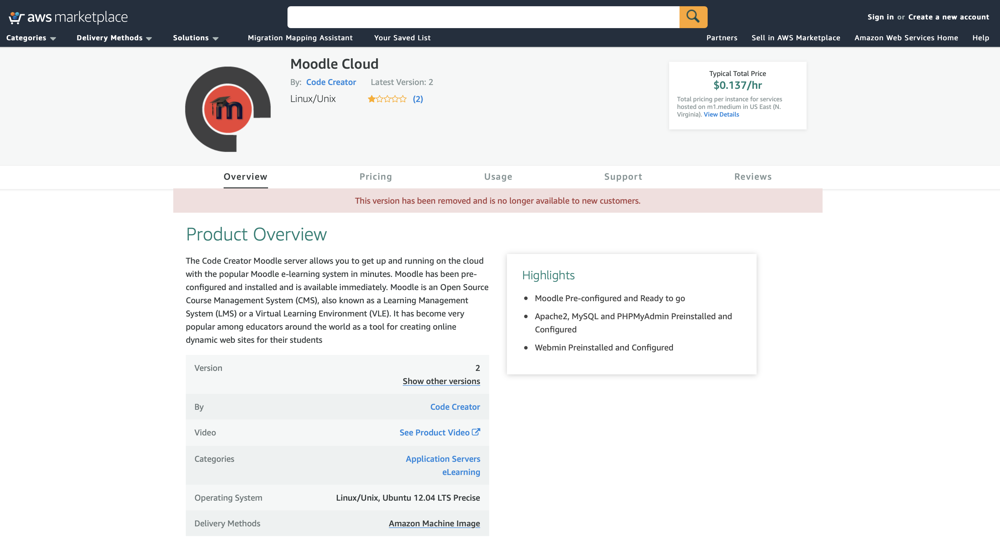 aws marketplace
Sign in or Create a new account
Categories
Delivery Methods
Solutions
Migration Mapping Assistant
Your Saved List
Partners
Sell in AWS Marketplace
Amazon Web Services Home
Help
m
Moodle Cloud
By: Code Creator
Latest Version: 2
Linux/Unix
(2)
Typical Total Price
$0.137/hr
Total pricing per instance for services
hosted on m1.medium in US East (N.
Virginia). View Details
Overview
Pricing
Usage
Support
Reviews
This version has been removed and is no longer available to new customers.
Product Overview
The Code Creator Moodle server allows you to get up and running on the cloud
with the popular Moodle e-learning system in minutes. Moodle has been pre-
configured and installed and is available immediately. Moodle is an Open Source
Course Management System (CMS), also known as a Learning Management
System (LMS) or a Virtual Learning Environment (VLE). It has become very
popular among educators around the world as a tool for creating online
dynamic web sites for their students
Highlights
Moodle Pre-configured and Ready to go
Apache2, MySQL and PHPMyAdmin Preinstalled and
Configured
Webmin Preinstalled and Configured
Version
2
Show other versions
By
Code Creator
Video
See Product Video
Categories
Application Servers
eLearning
Operating System
Linux/Unix, Ubuntu 12.04 LTS Precise
Delivery Methods
Amazon Machine Image